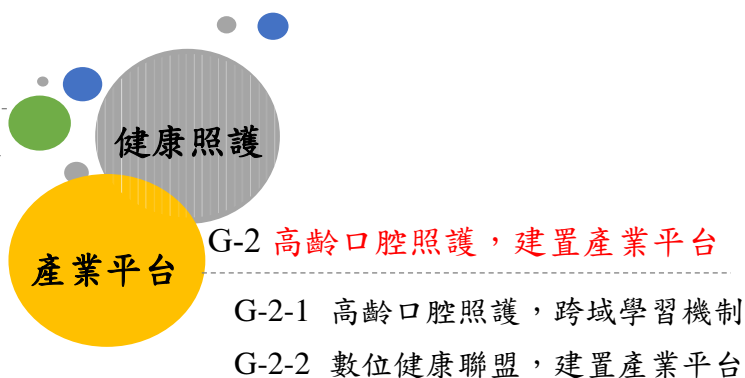 健康照護
產業平台
G-2 高齡口腔照護，建置產業平台
G-2-1 高齡口腔照護，跨域學習機制
G-2-2 數位健康聯盟，建置產業平台